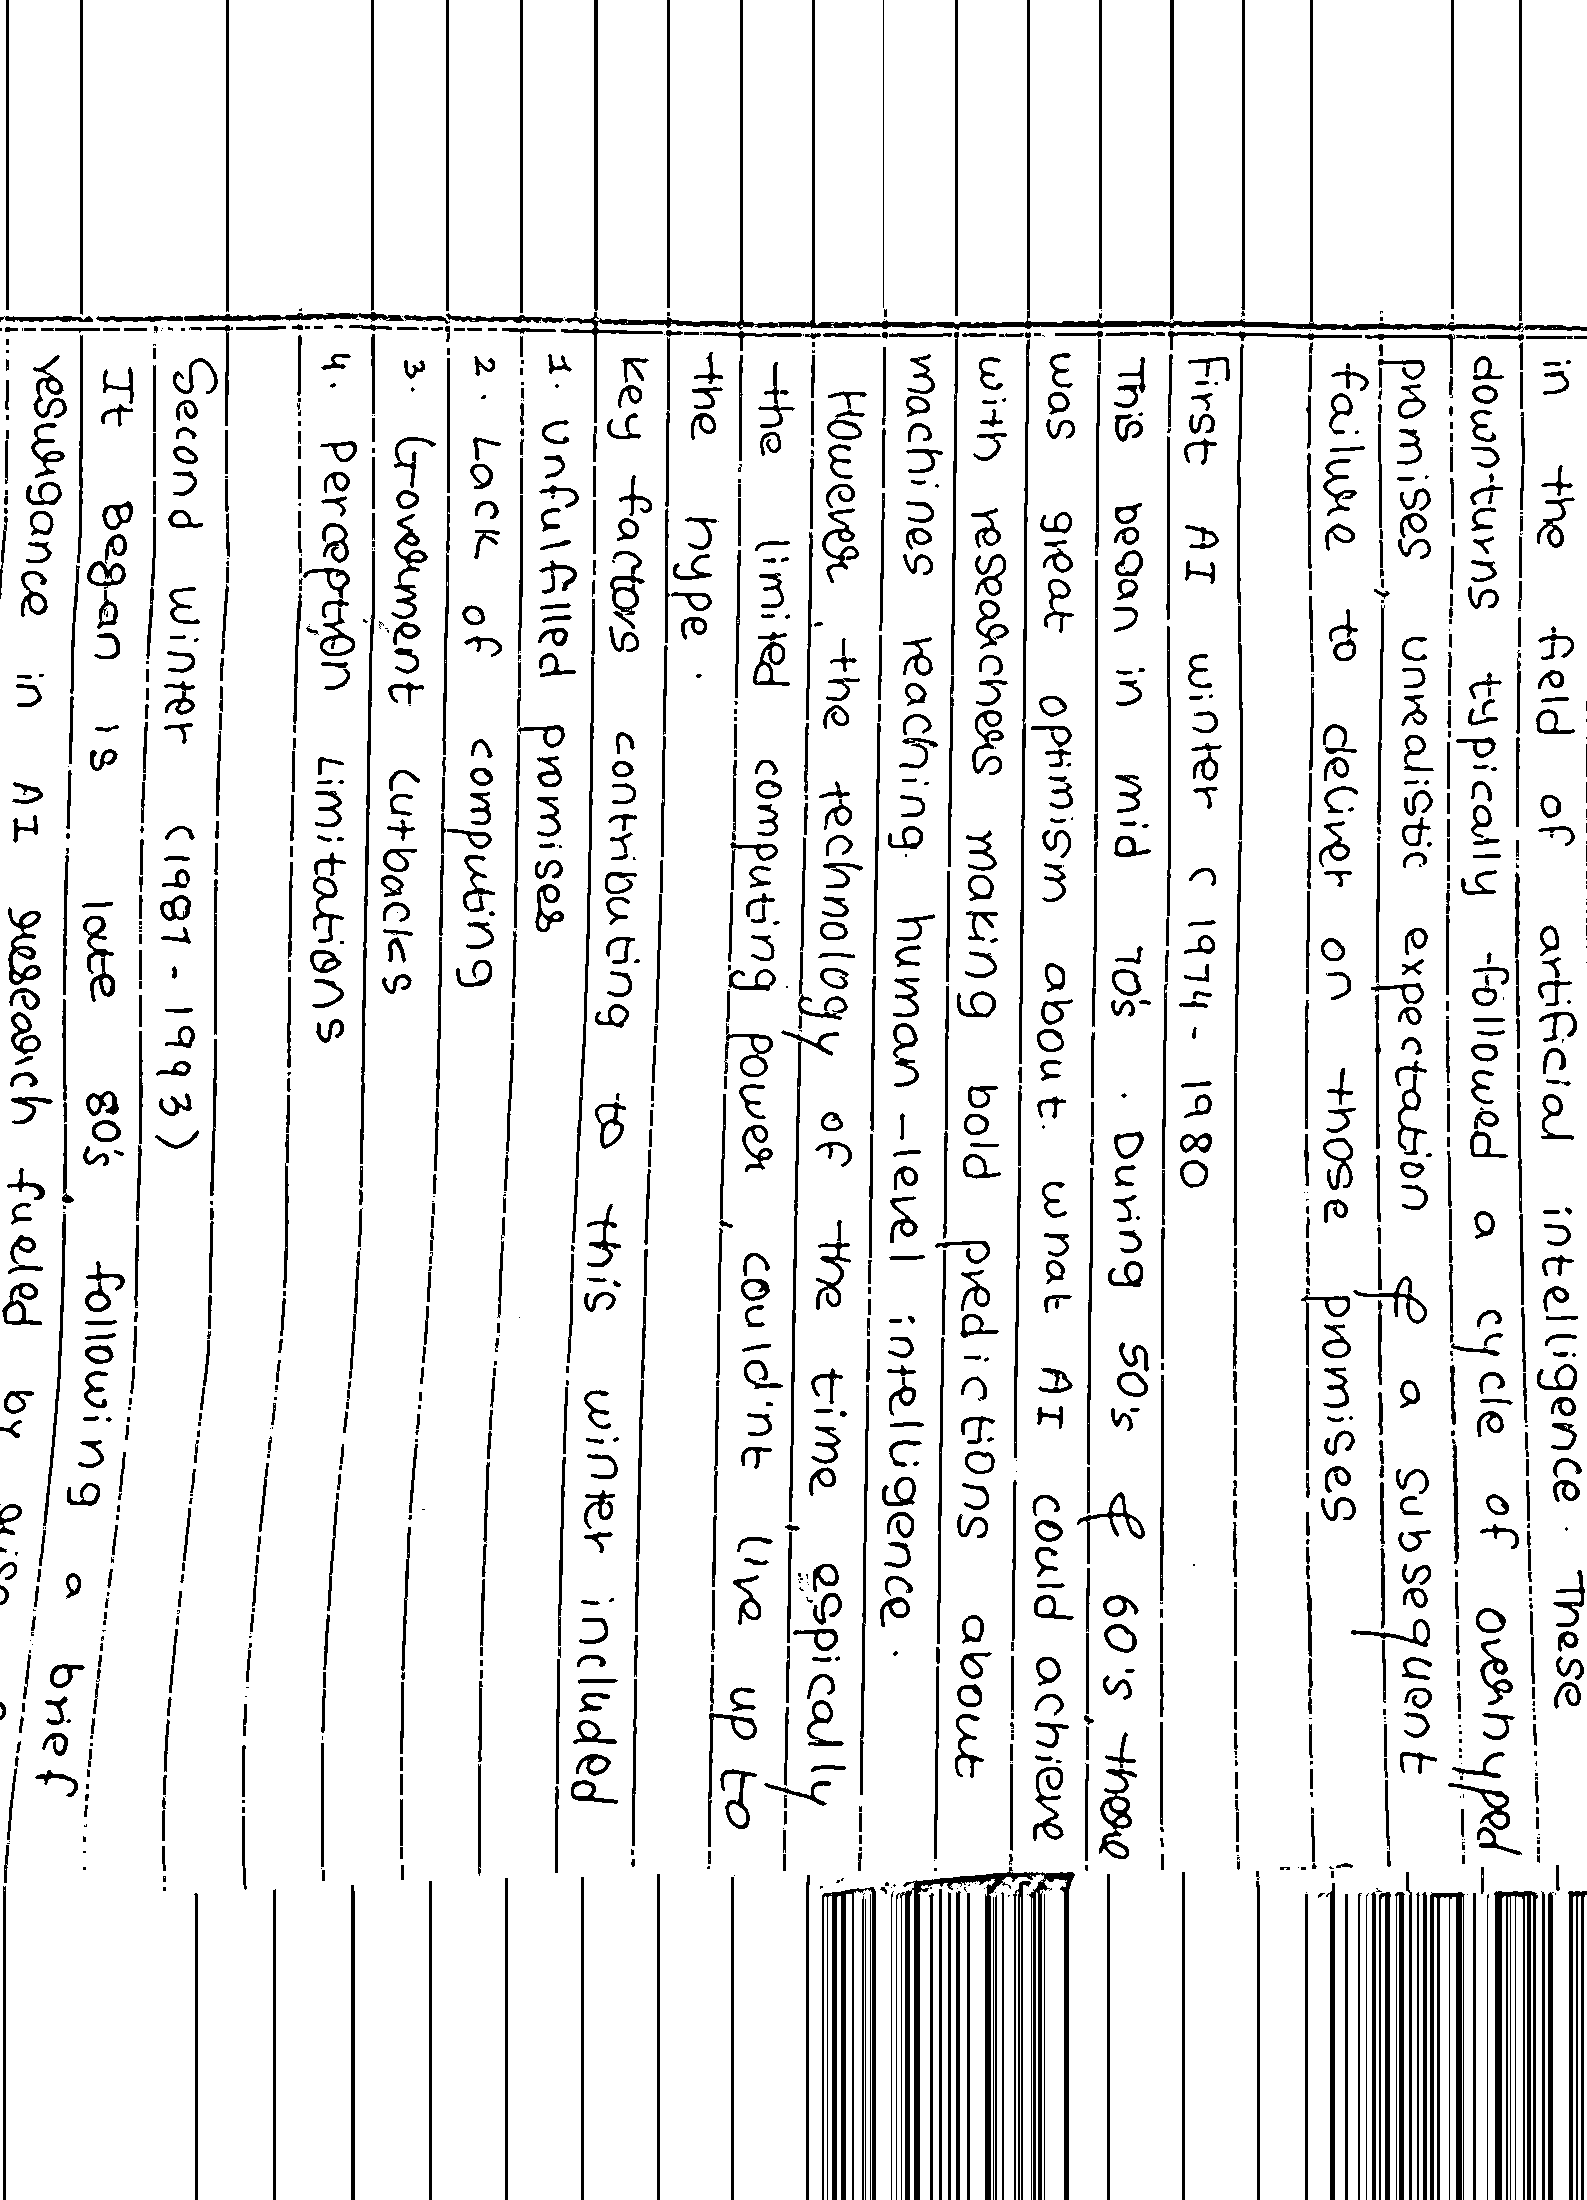 in the field of artificial intelligence. These
downturns typically followed a cycle of overhyped
promises, unrealistic expectation & a subsequent
failure to deliver on those promises
First AI winter (1974 - 1980
This began in mid 70's. During 50's & 60's there
was great optimism about what AI could achieve
with researchers making bold predictions about
machines reaching human-level intelligence.
However, the technology of the time, espically
the limited computing power, could'nt live up to
the hype.
Key factors contributing to this winter included
1. Unfulfilled promises
2. Lack of computing
3. Goverment Cutbacks
4. Perception Limitations
Second Winter (1987 - 1993)
It Began is late 80's following a brief
resurgance in AI research fueled by